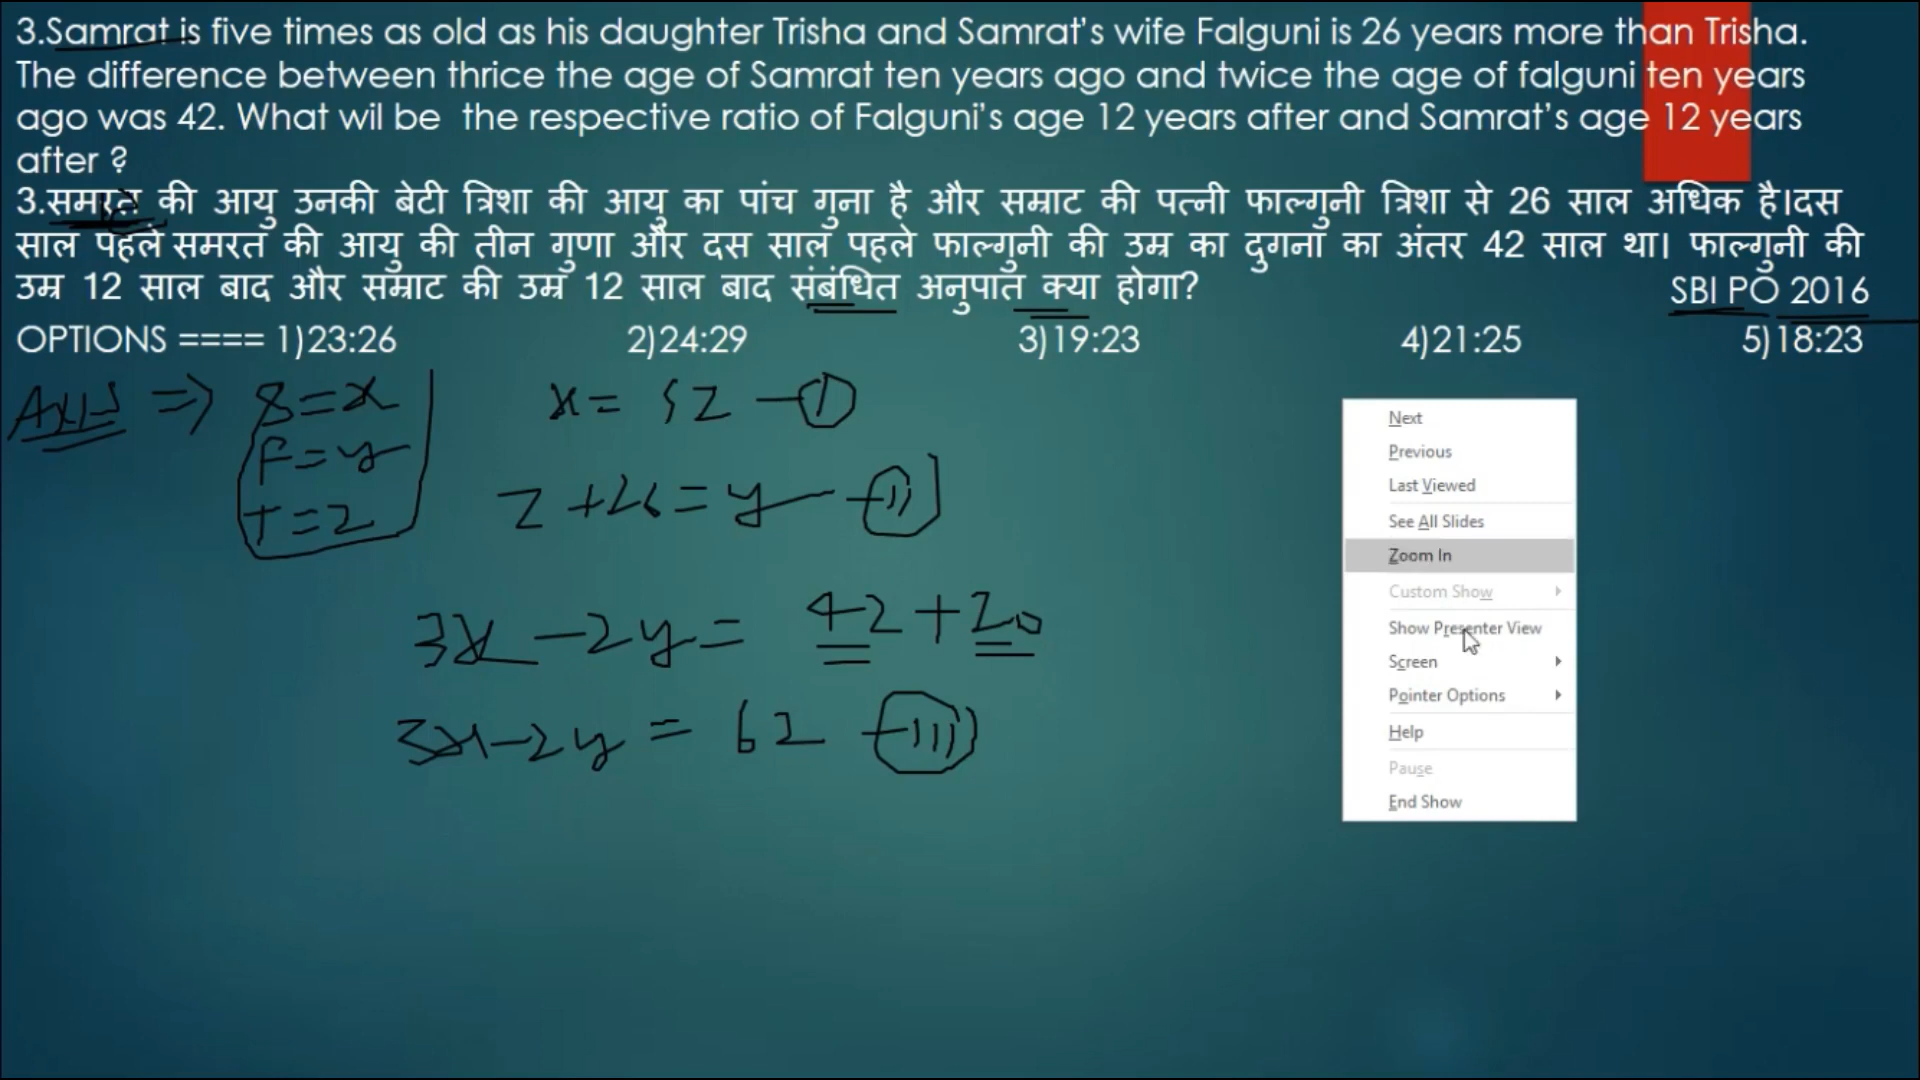 3.Samrat is five times as old as his daughter Trisha and Samrat's wife Falguni is 26 years more than Trisha.
The difference between thrice the age of Samrat ten years ago and twice the age of falguni ten years
ago was 42. What wil be the respective ratio of Falguni's age 12 years after and Samrat's age 12 years
after ?
3.समrात की आयु उनकी बेटी त्रिशा की आयु का पांच गुना है और सम्राट की पत्नी फाल्गुनी त्रिशा से 26 साल अधिक है।दस
साल पहले समरत की आयु की तीन गुणा और दस साल पहले फाल्गुनी की उम्र का दुगना का अंतर 42 साल था। फाल्गुनी की
उम्र 12 साल बाद और सम्राट की उम्र 12 साल बाद संबंधित अनुपात क्या होगा?
SBI PO 2016
OPTIONS ==== 1)23:26 2)24:29 3)19:23 4)21:25 5)18:23
S=x x= 5z -(I)
F=y
T=z z+26=y -(II)
3x-2y= 42+20
3x-2y = 62 -(III)
Next
Previous
Last Viewed
See All Slides
Zoom In
Custom Show
Show Presenter View
Screen
Pointer Options
Help
Pause
End Show